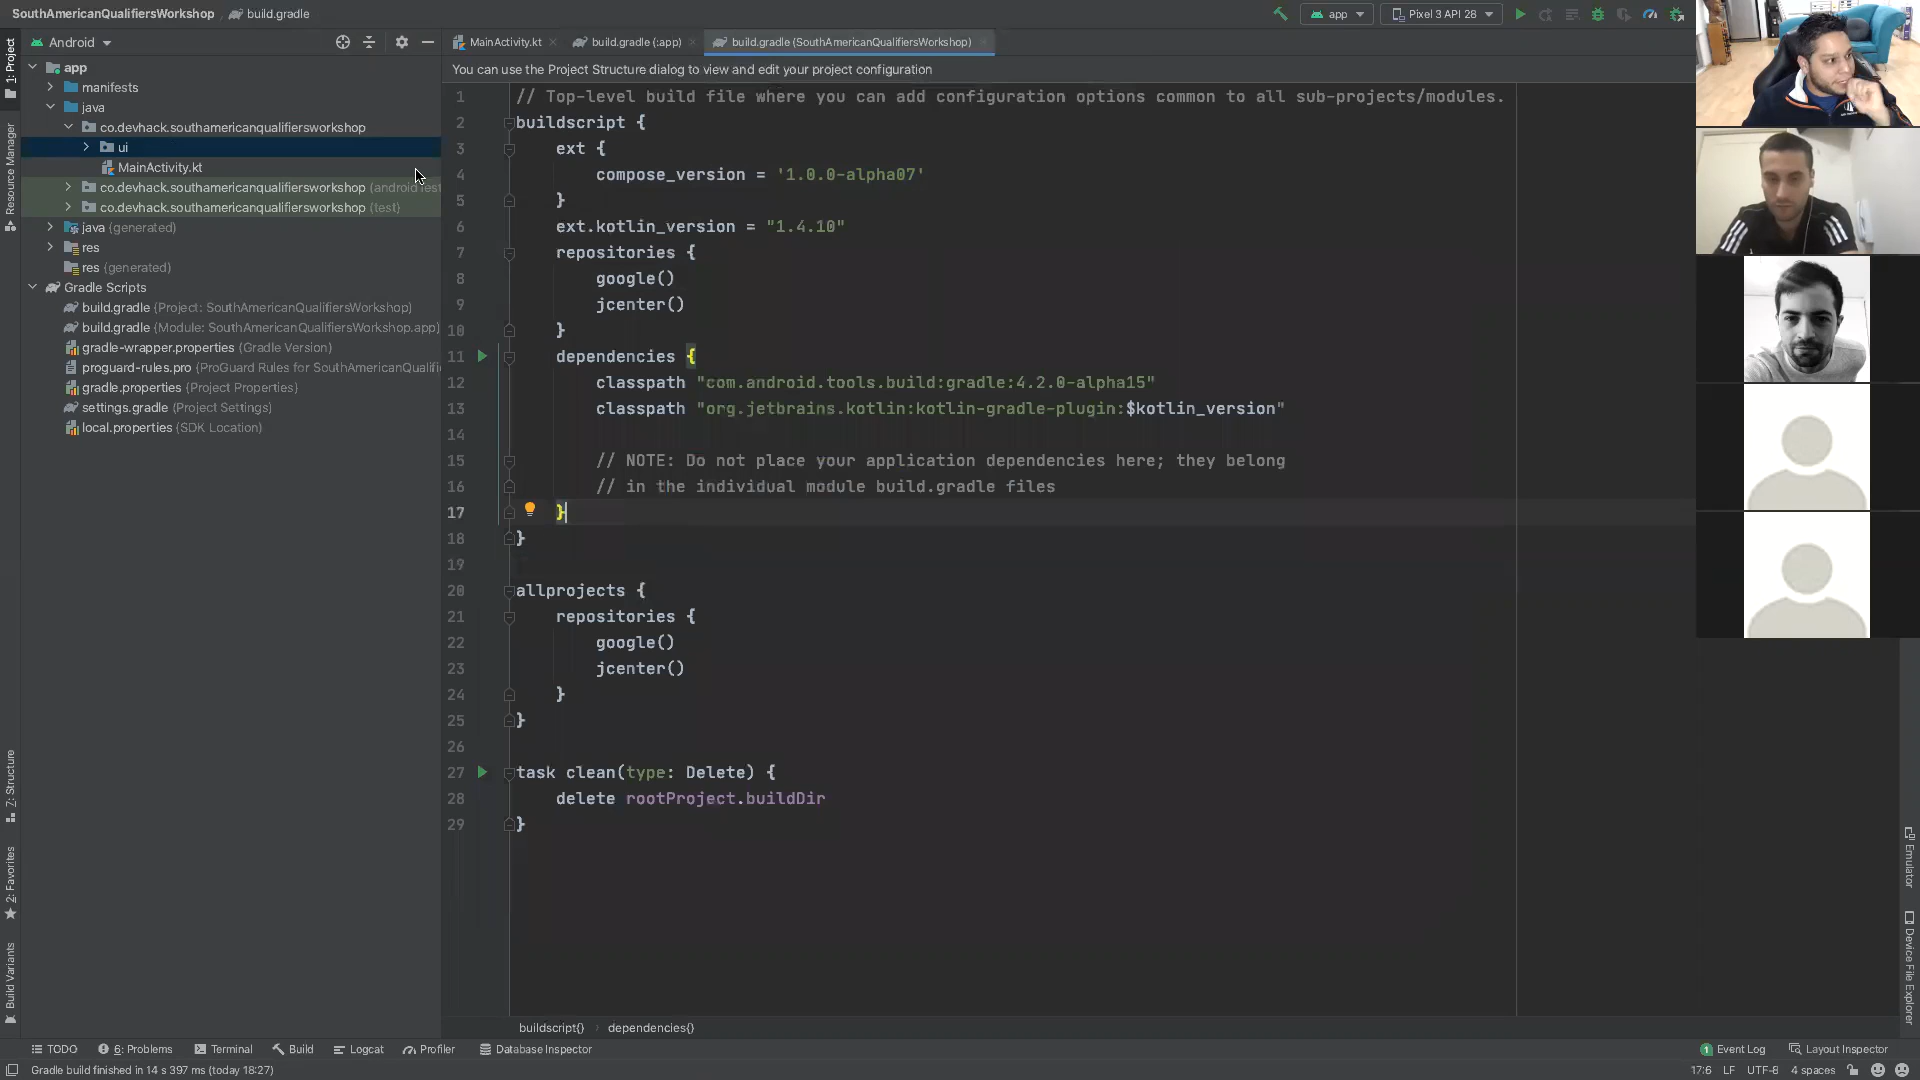 SouthAmericanQualifiersWorkshop build.gradle
app
Pixel 3 API 28
Android
MainActivity.kt
build.gradle (:app)
build.gradle (SouthAmericanQualifiersWorkshop)
You can use the Project Structure dialog to view and edit your project configuration
1: Project
Resource Manager
Z: Structure
2: Favorites
Build Variants
app
manifests
java
co.devhack.southamericanqualifiersworkshop
ui
MainActivity.kt
co.devhack.southamericanqualifiersworkshop (androidTest
co.devhack.southamericanqualifiersworkshop (test)
java (generated)
res
res (generated)
Gradle Scripts
build.gradle (Project: SouthAmericanQualifiersWorkshop)
build.gradle (Module: SouthAmericanQualifiersWorkshop.app)
gradle-wrapper.properties (Gradle Version)
proguard-rules.pro (ProGuard Rules for SouthAmericanQualifi
gradle.properties (Project Properties)
settings.gradle (Project Settings)
local.properties (SDK Location)
1 // Top-level build file where you can add configuration options common to all sub-projects/modules.
2 buildscript {
3 ext {
4 compose_version = '1.0.0-alpha07'
5 }
6 ext.kotlin_version = "1.4.10"
7 repositories {
8 google()
9 jcenter()
10 }
11 dependencies {
12 classpath "com.android.tools.build:gradle:4.2.0-alpha15"
13 classpath "org.jetbrains.kotlin:kotlin-gradle-plugin:$kotlin_version"
14
15 // NOTE: Do not place your application dependencies here; they belong
16 // in the individual module build.gradle files
17 }
18 }
19
20 allprojects {
21 repositories {
22 google()
23 jcenter()
24 }
25 }
26
27 task clean(type: Delete) {
28 delete rootProject.buildDir
29 }
Emulator
Device File Explorer
buildscript{} › dependencies{}
TODO
6: Problems
Terminal
Build
Logcat
Profiler
Database Inspector
1 Event Log
Layout Inspector
Gradle build finished in 14 s 397 ms (today 18:27)
17:6 LF UTF-8 4 spaces